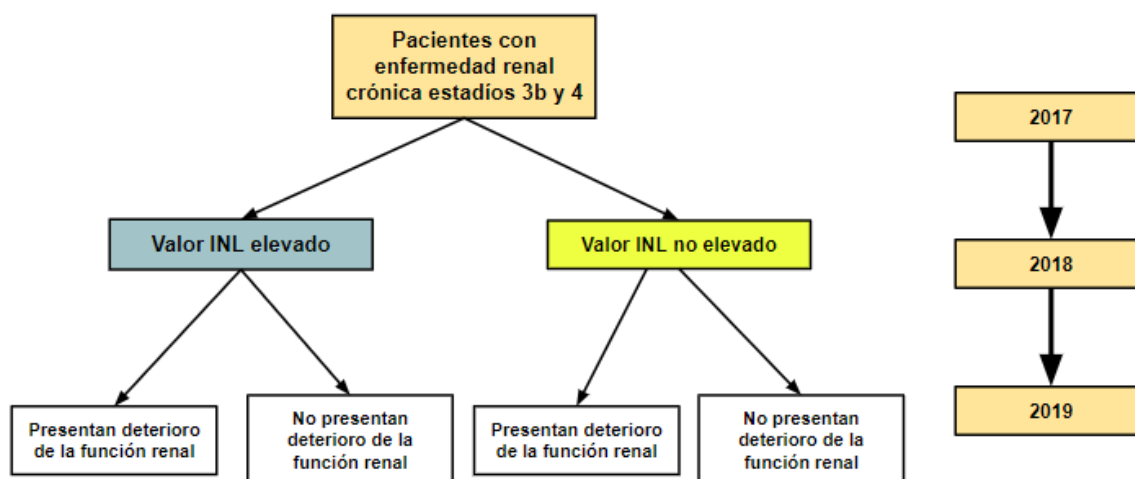 Pacientes con
enfermedad renal
crónica estadíos 3b y 4
2017
Valor INL elevado
Valor INL no elevado
2018
Presentan deterioro
de la función renal
No presentan
deterioro de la
función renal
Presentan deterioro
de la función renal
No presentan
deterioro de la
función renal
2019